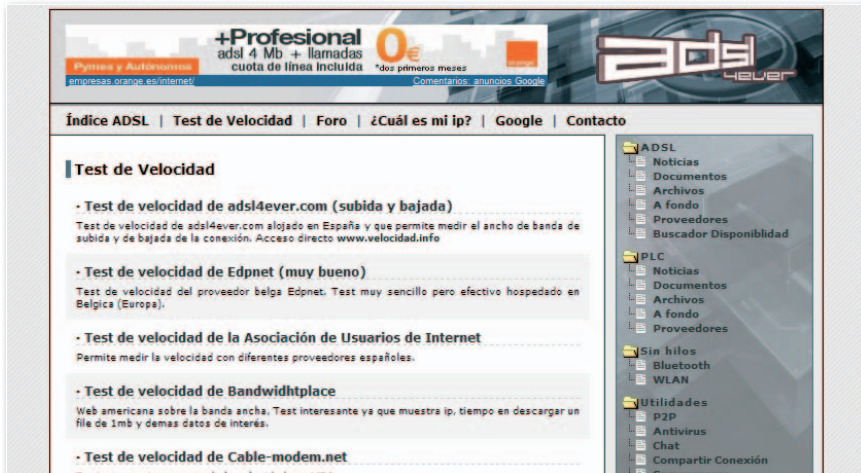 +Profesional
adsl 4 Mb + llamadas
cuota de línea incluida
0€
*dos primeros meses
orange
Pymes y Autónomos
empresas.orange.es/internet/
Comentarios: anuncios Google
adsl
4ever
Índice ADSL | Test de Velocidad | Foro | ¿Cuál es mi ip? | Google | Contacto
Test de Velocidad
· Test de velocidad de adsl4ever.com (subida y bajada)
Test de velocidad de adsl4ever.com alojado en España y que permite medir el ancho de banda de
subida y de bajada de la conexión. Acceso directo www.velocidad.info
· Test de velocidad de Edpnet (muy bueno)
Test de velocidad del proveedor belga Edpnet. Test muy sencillo pero efectivo hospedado en
Belgica (Europa).
· Test de velocidad de la Asociación de Usuarios de Internet
Permite medir la velocidad con diferentes proveedores españoles.
· Test de velocidad de Bandwidhtplace
Web americana sobre la banda ancha. Test interesante ya que muestra ip, tiempo en descargar un
file de 1mb y demas datos de interés.
· Test de velocidad de Cable-modem.net
ADSL
Noticias
Documentos
Archivos
A fondo
Proveedores
Buscador Disponiblidad
PLC
Noticias
Documentos
Archivos
A fondo
Proveedores
Sin hilos
Bluetooth
WLAN
Utilidades
P2P
Antivirus
Chat
Compartir Conexión